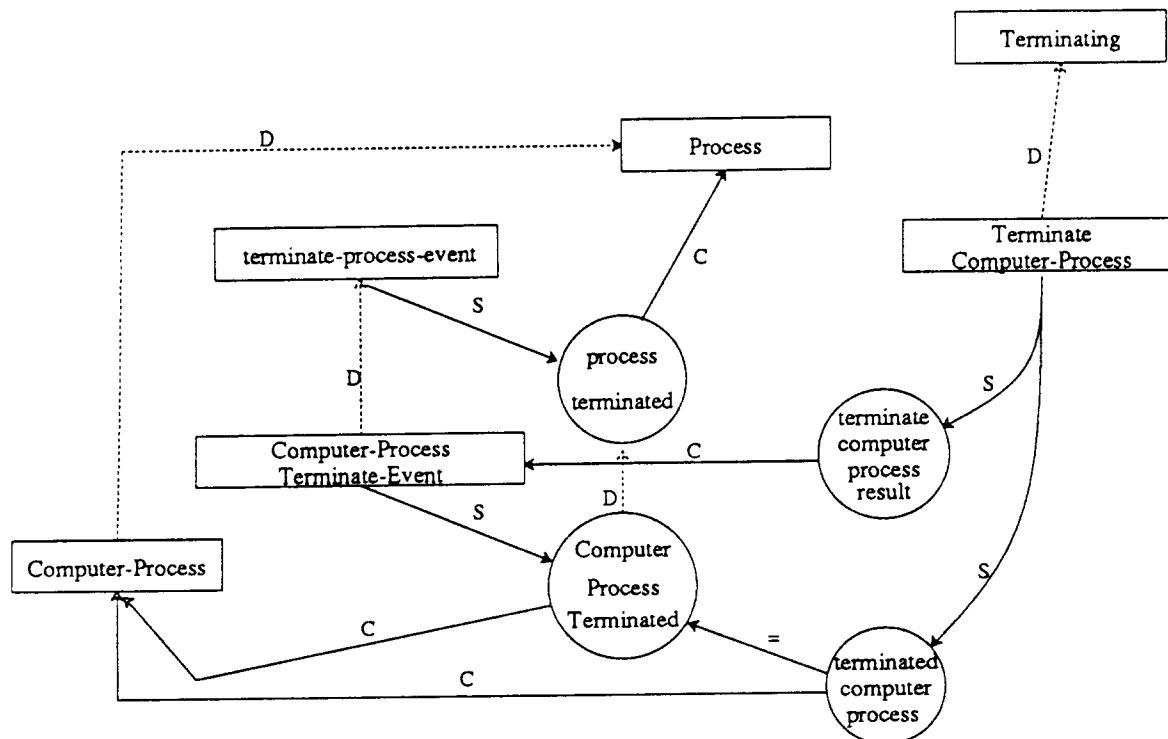 Terminating
D
Process
D
Terminate
Computer-Process
terminate-process-event
C
S
process
terminated
D
S
terminate
computer
process
result
Computer-Process
Terminate-Event
C
D
S
Computer
Process
Terminated
Computer-Process
S
C
=
terminated
computer
process
C